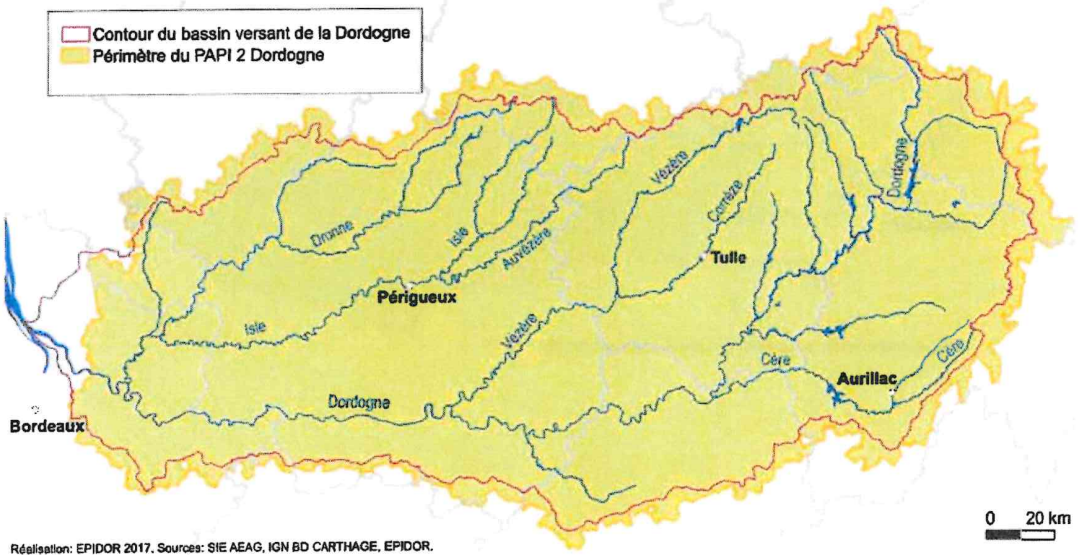 Contour du bassin versant de la Dordogne
Périmètre du PAPI 2 Dordogne
Dordogne
Vézère
Corrèze
Dronne
Isle
Auvézère
Tulle
Périgueux
Isle
Vézère
Cère
Cère
Aurillac
Dordogne
Bordeaux
0 20 km
Réalisation: EPIDOR 2017. Sources: SIE AEAG, IGN BD CARTHAGE, EPIDOR.